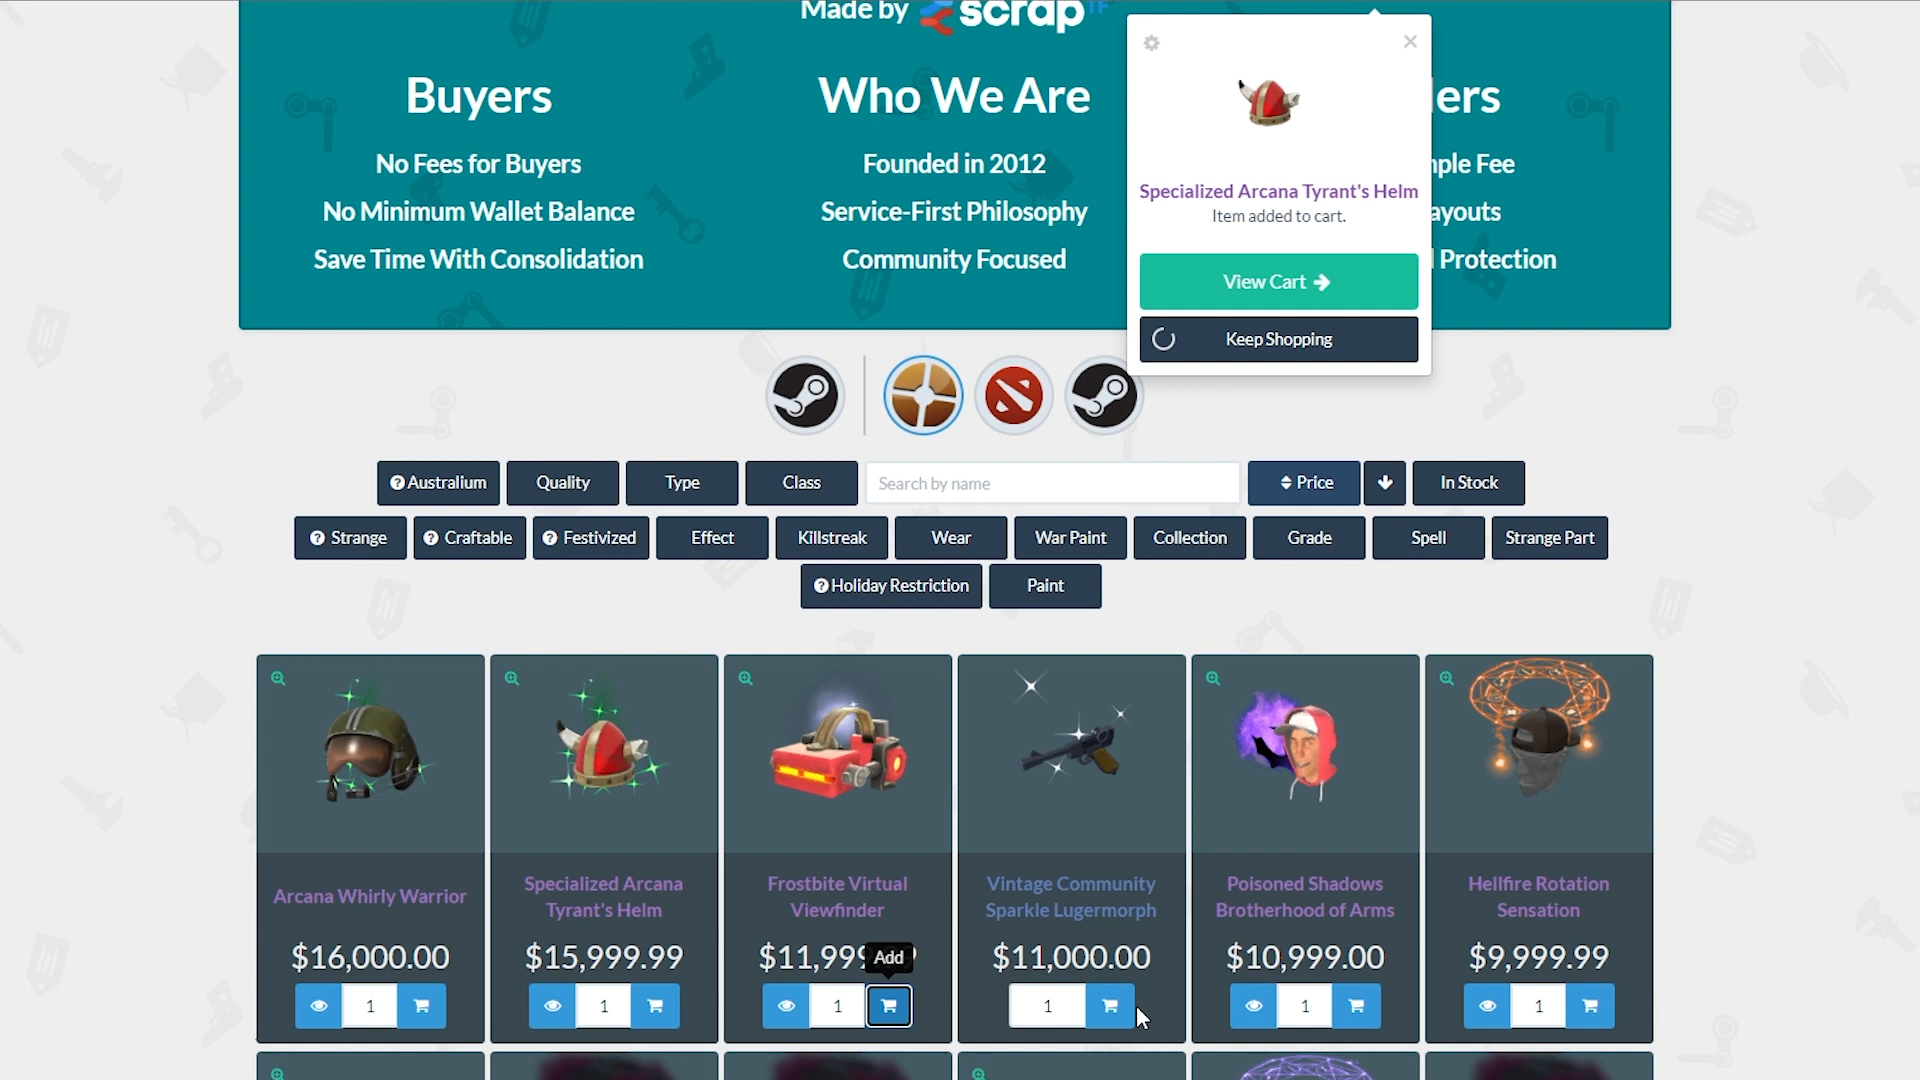 Made by scrap TF
Buyers
No Fees for Buyers
No Minimum Wallet Balance
Save Time With Consolidation
Who We Are
Founded in 2012
Service-First Philosophy
Community Focused
lers
ple Fee
ayouts
Protection
Specialized Arcana Tyrant's Helm
Item added to cart.
View Cart
Keep Shopping
Australium Quality Type Class Search by name Price In Stock
Strange Craftable Festivized Effect Killstreak Wear War Paint Collection Grade Spell Strange Part
Holiday Restriction Paint
Arcana Whirly Warrior
$16,000.00
1
Specialized Arcana
Tyrant's Helm
$15,999.99
1
Frostbite Virtual
Viewfinder
$11,999
Add
1
Vintage Community
Sparkle Lugermorph
$11,000.00
1
Poisoned Shadows
Brotherhood of Arms
$10,999.00
1
Hellfire Rotation
Sensation
$9,999.99
1